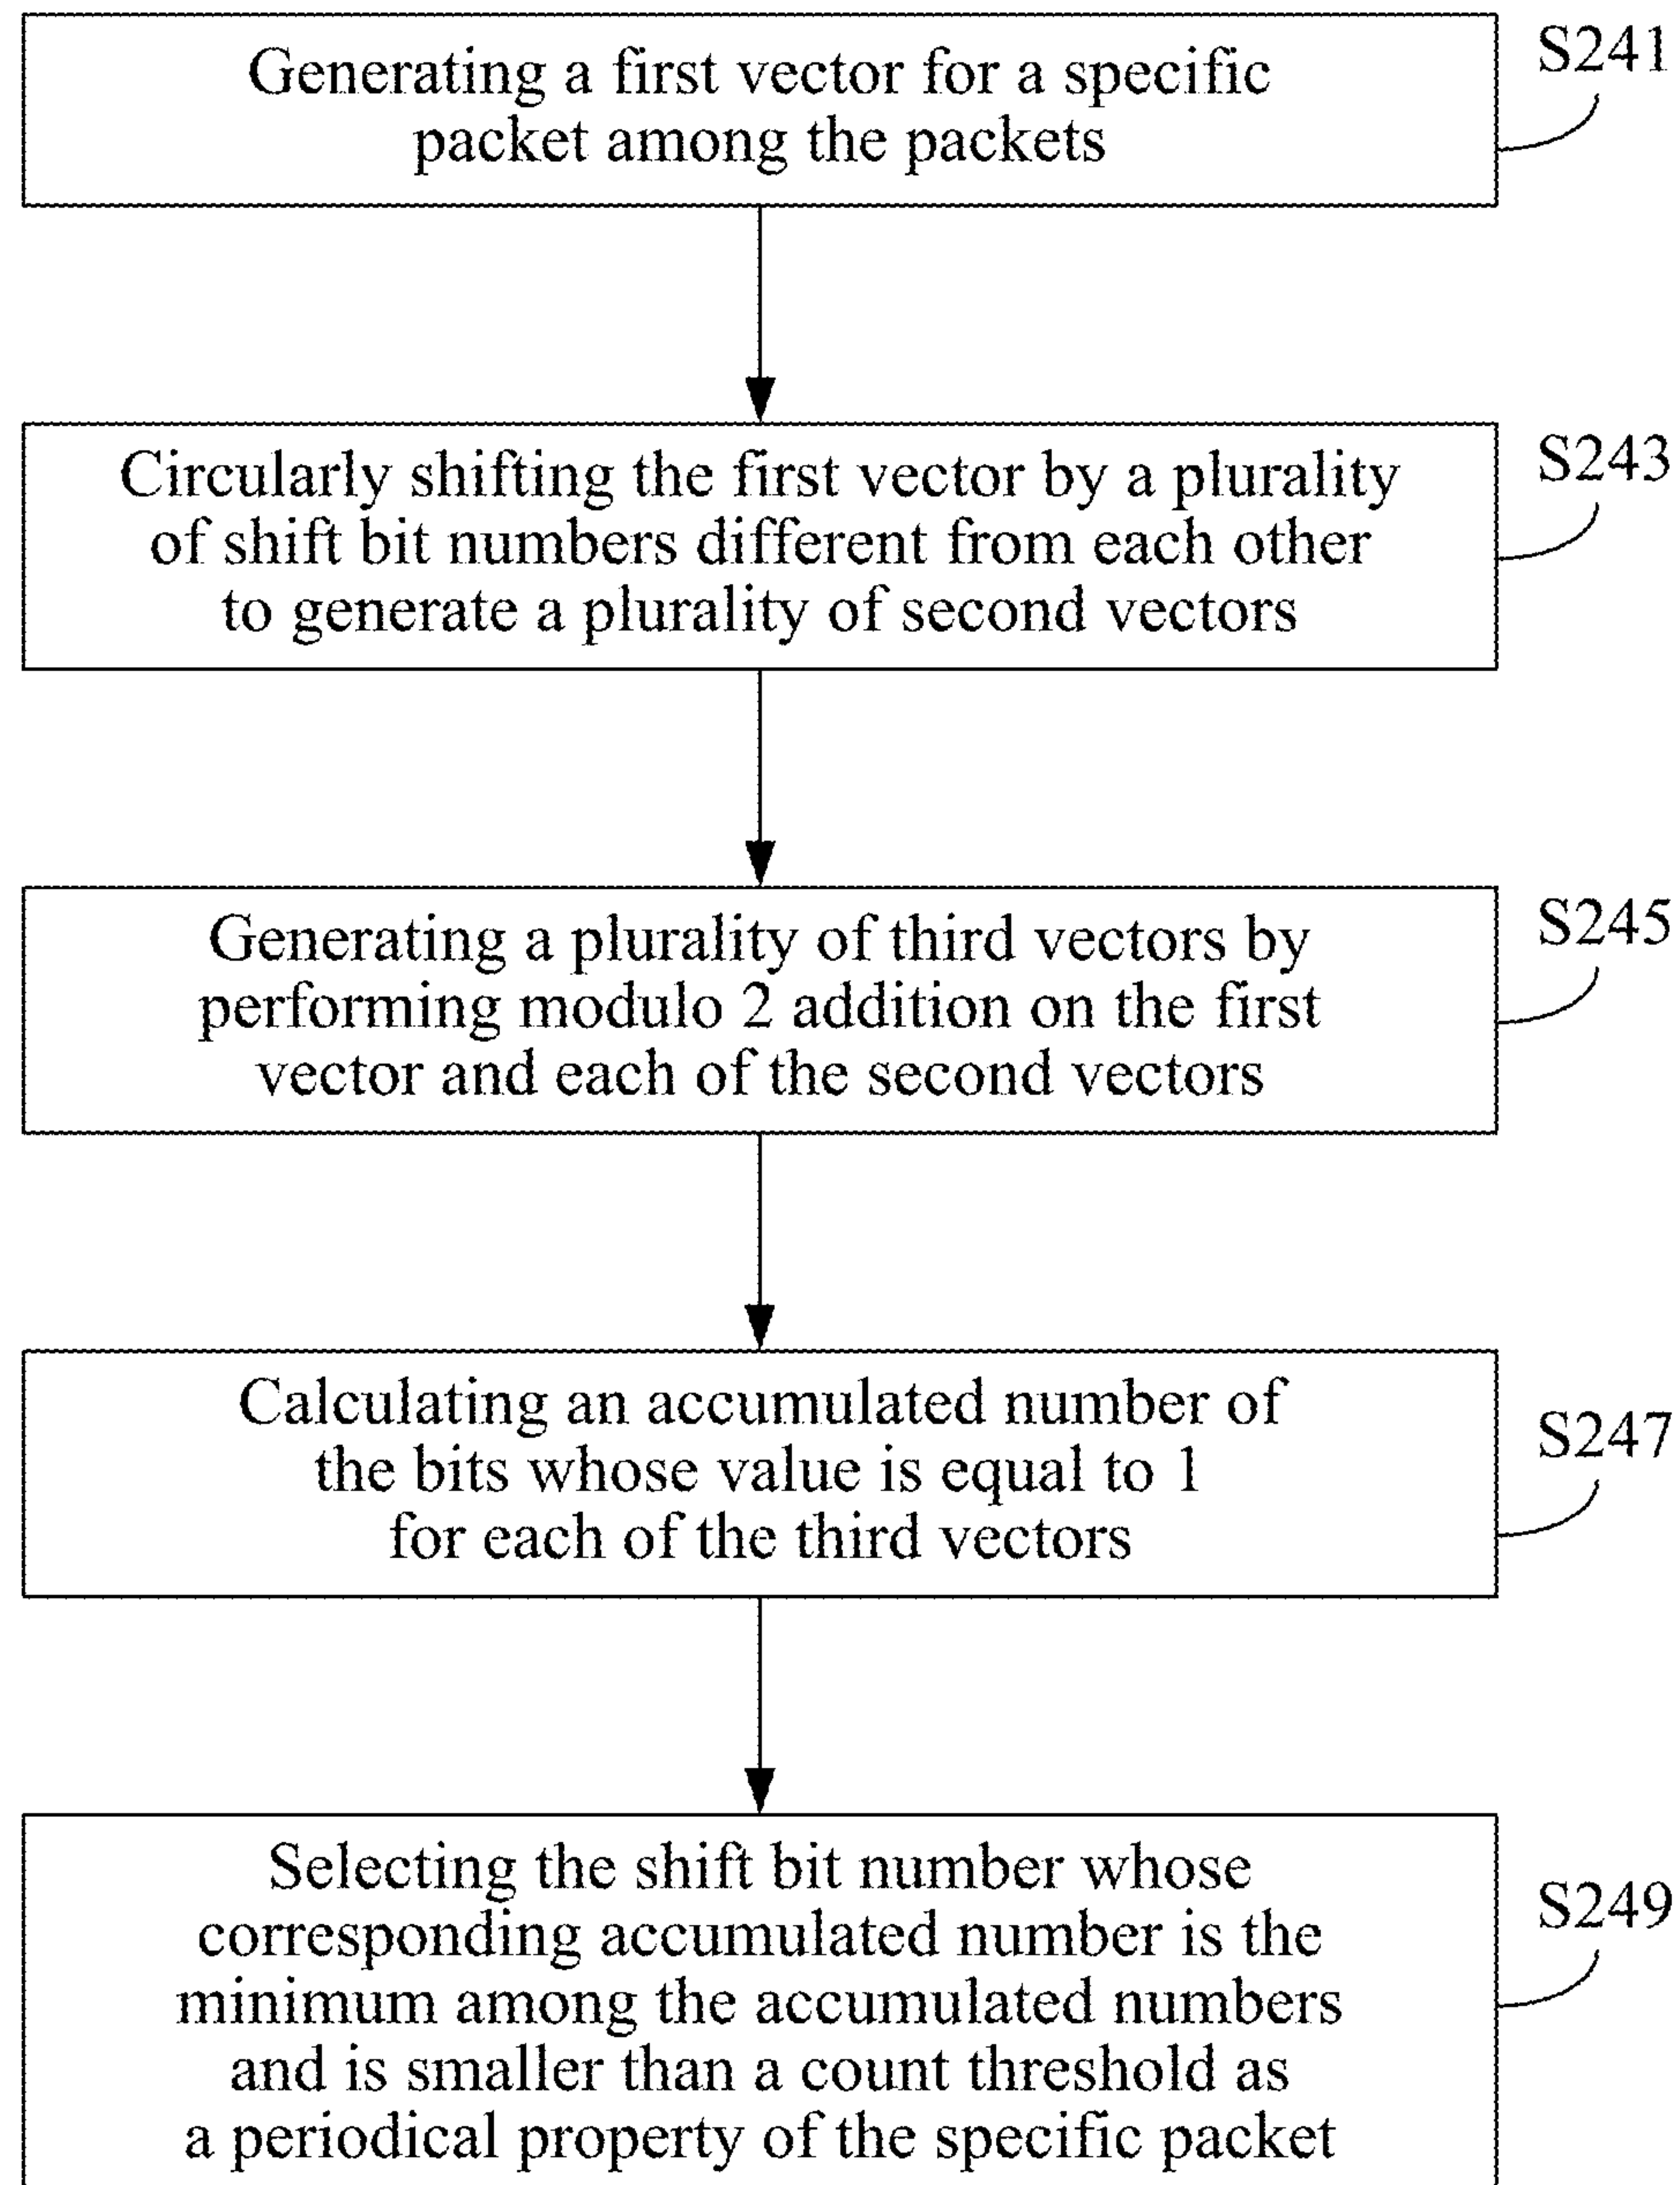 Generating a first vector for a specific
packet among the packets
S241
Circularly shifting the first vector by a plurality
of shift bit numbers different from each other
to generate a plurality of second vectors
S243
Generating a plurality of third vectors by
performing modulo 2 addition on the first
vector and each of the second vectors
S245
Calculating an accumulated number of
the bits whose value is equal to 1
for each of the third vectors
S247
Selecting the shift bit number whose
corresponding accumulated number is the
minimum among the accumulated numbers
and is smaller than a count threshold as
a periodical property of the specific packet
S249